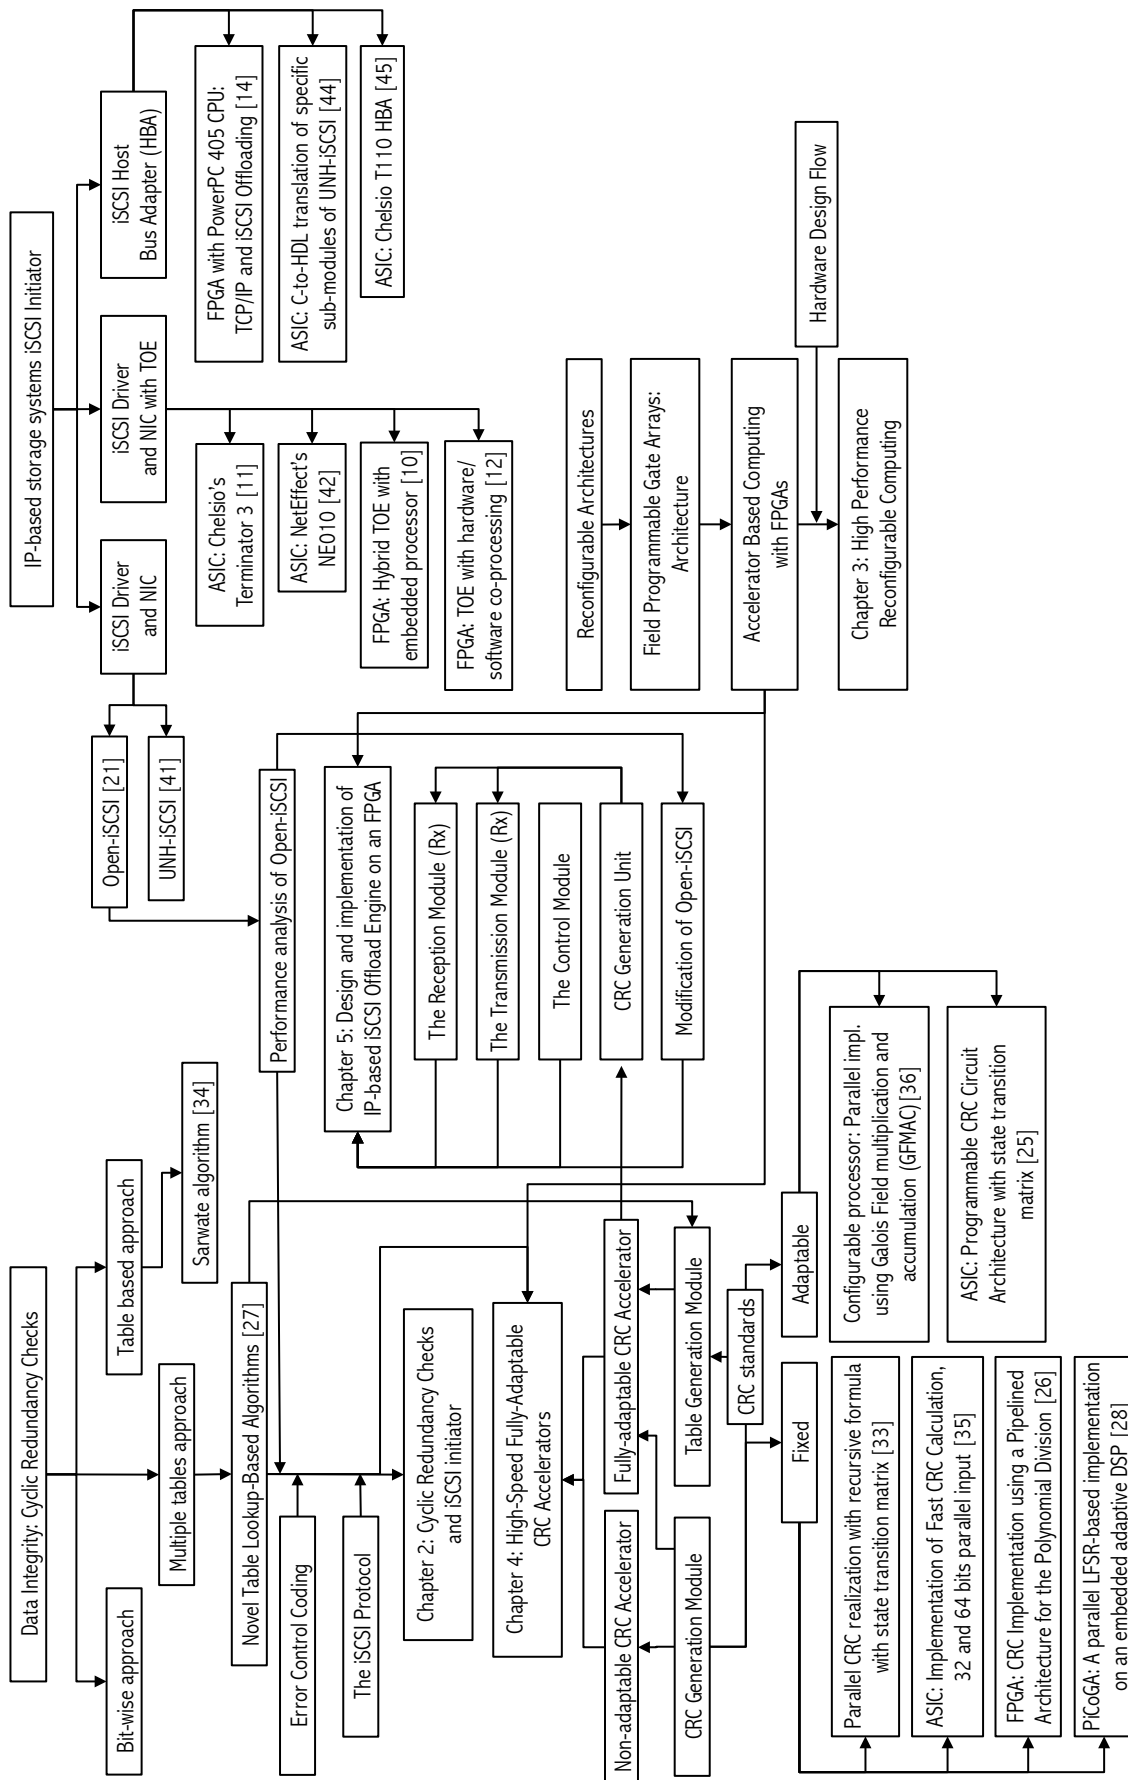 Data Integrity: Cyclic Redundancy Checks
Bit-wise approach
Multiple tables approach
Table based approach
Sarwate algorithm [34]
Novel Table Lookup-Based Algorithms [27]
Error Control Coding
The iSCSI Protocol
Chapter 2: Cyclic Redundancy Checks
and iSCSI initiator
Chapter 4: High-Speed Fully-Adaptable
CRC Accelerators
Non-adaptable CRC Accelerator
Fully-adaptable CRC Accelerator
CRC Generation Module
Table Generation Module
CRC standards
Fixed
Adaptable
Parallel CRC realization with recursive formula
with state transition matrix [33]
ASIC: Implementation of Fast CRC Calculation,
32 and 64 bits parallel input [35]
FPGA: CRC Implementation using a Pipelined
Architecture for the Polynomial Division [26]
PiCoGA: A parallel LFSR-based implementation
on an embedded adaptive DSP [28]
Configurable processor: Parallel impl.
using Galois Field multiplication and
accumulation (GFMAC)[36]
ASIC: Programmable CRC Circuit
Architecture with state transition
matrix [25]
IP-based storage systems iSCSI Initiator
iSCSI Driver
and NIC
iSCSI Driver
and NIC with TOE
iSCSI Host
Bus Adapter (HBA)
Open-iSCSI [21]
UNH-iSCSI [41]
ASIC: Chelsio's
Terminator 3 [11]
ASIC: NetEffect's
NE010 [42]
FPGA: Hybrid TOE with
embedded processor [10]
FPGA: TOE with hardware/
software co-processing [12]
FPGA with PowerPC 405 CPU:
TCP/IP and iSCSI Offloading [14]
ASIC: C-to-HDL translation of specific
sub-modules of UNH-iSCSI [44]
ASIC: Chelsio T110 HBA [45]
Performance analysis of Open-iSCSI
Chapter 5: Design and implementation of
IP-based iSCSI Offload Engine on an FPGA
The Reception Module (Rx)
The Transmission Module (Rx)
The Control Module
CRC Generation Unit
Modification of Open-iSCSI
Reconfigurable Architectures
Field Programmable Gate Arrays:
Architecture
Accelerator Based Computing
with FPGAs
Hardware Design Flow
Chapter 3: High Performance
Reconfigurable Computing